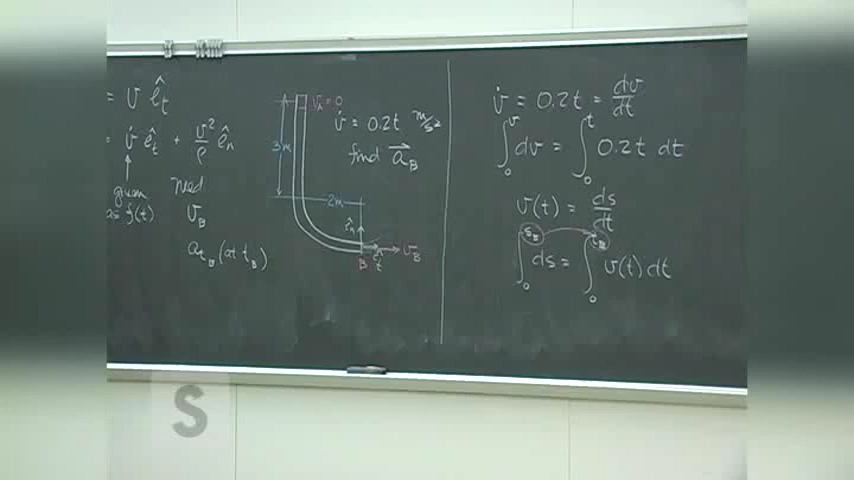 = v ê_t
= v̇ ê_t + v²/ρ ê_n
↑
given need
as f(t) v_B
a_{t_B} (at t_B)
v_A = 0
v̇ = 0.2t m/s²
3m
find a⃗_B
2m
ê_n
B ê_t v_B
v̇ = 0.2t = dv/dt
∫₀^v dv = ∫₀^t 0.2t dt
v(t) = ds/dt
∫₀^{s_B} ds = ∫₀^{t_B} v(t) dt
S